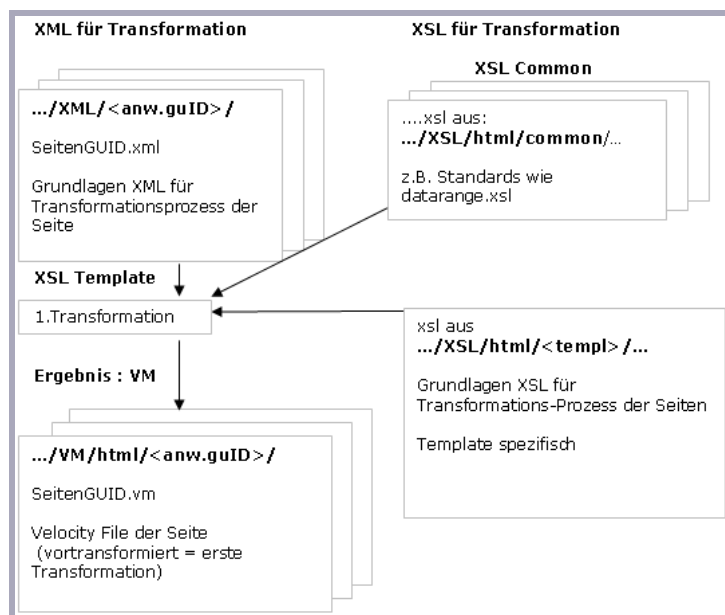 XML für Transformation
.../XML/<anw.guID>/
SeitenGUID.xml
Grundlagen XML für
Transformationsprozess der
Seite
XSL für Transformation
XSL Common
....xsl aus:
.../XSL/html/common/...
z.B. Standards wie
datarange.xsl
XSL Template
1.Transformation
xsl aus
.../XSL/html/<templ>/...
Grundlagen XSL für
Transformations-Prozess der Seiten
Template spezifisch
Ergebnis : VM
.../VM/html/<anw.guID>/
SeitenGUID.vm
Velocity File der Seite
(vortransformiert = erste
Transformation)